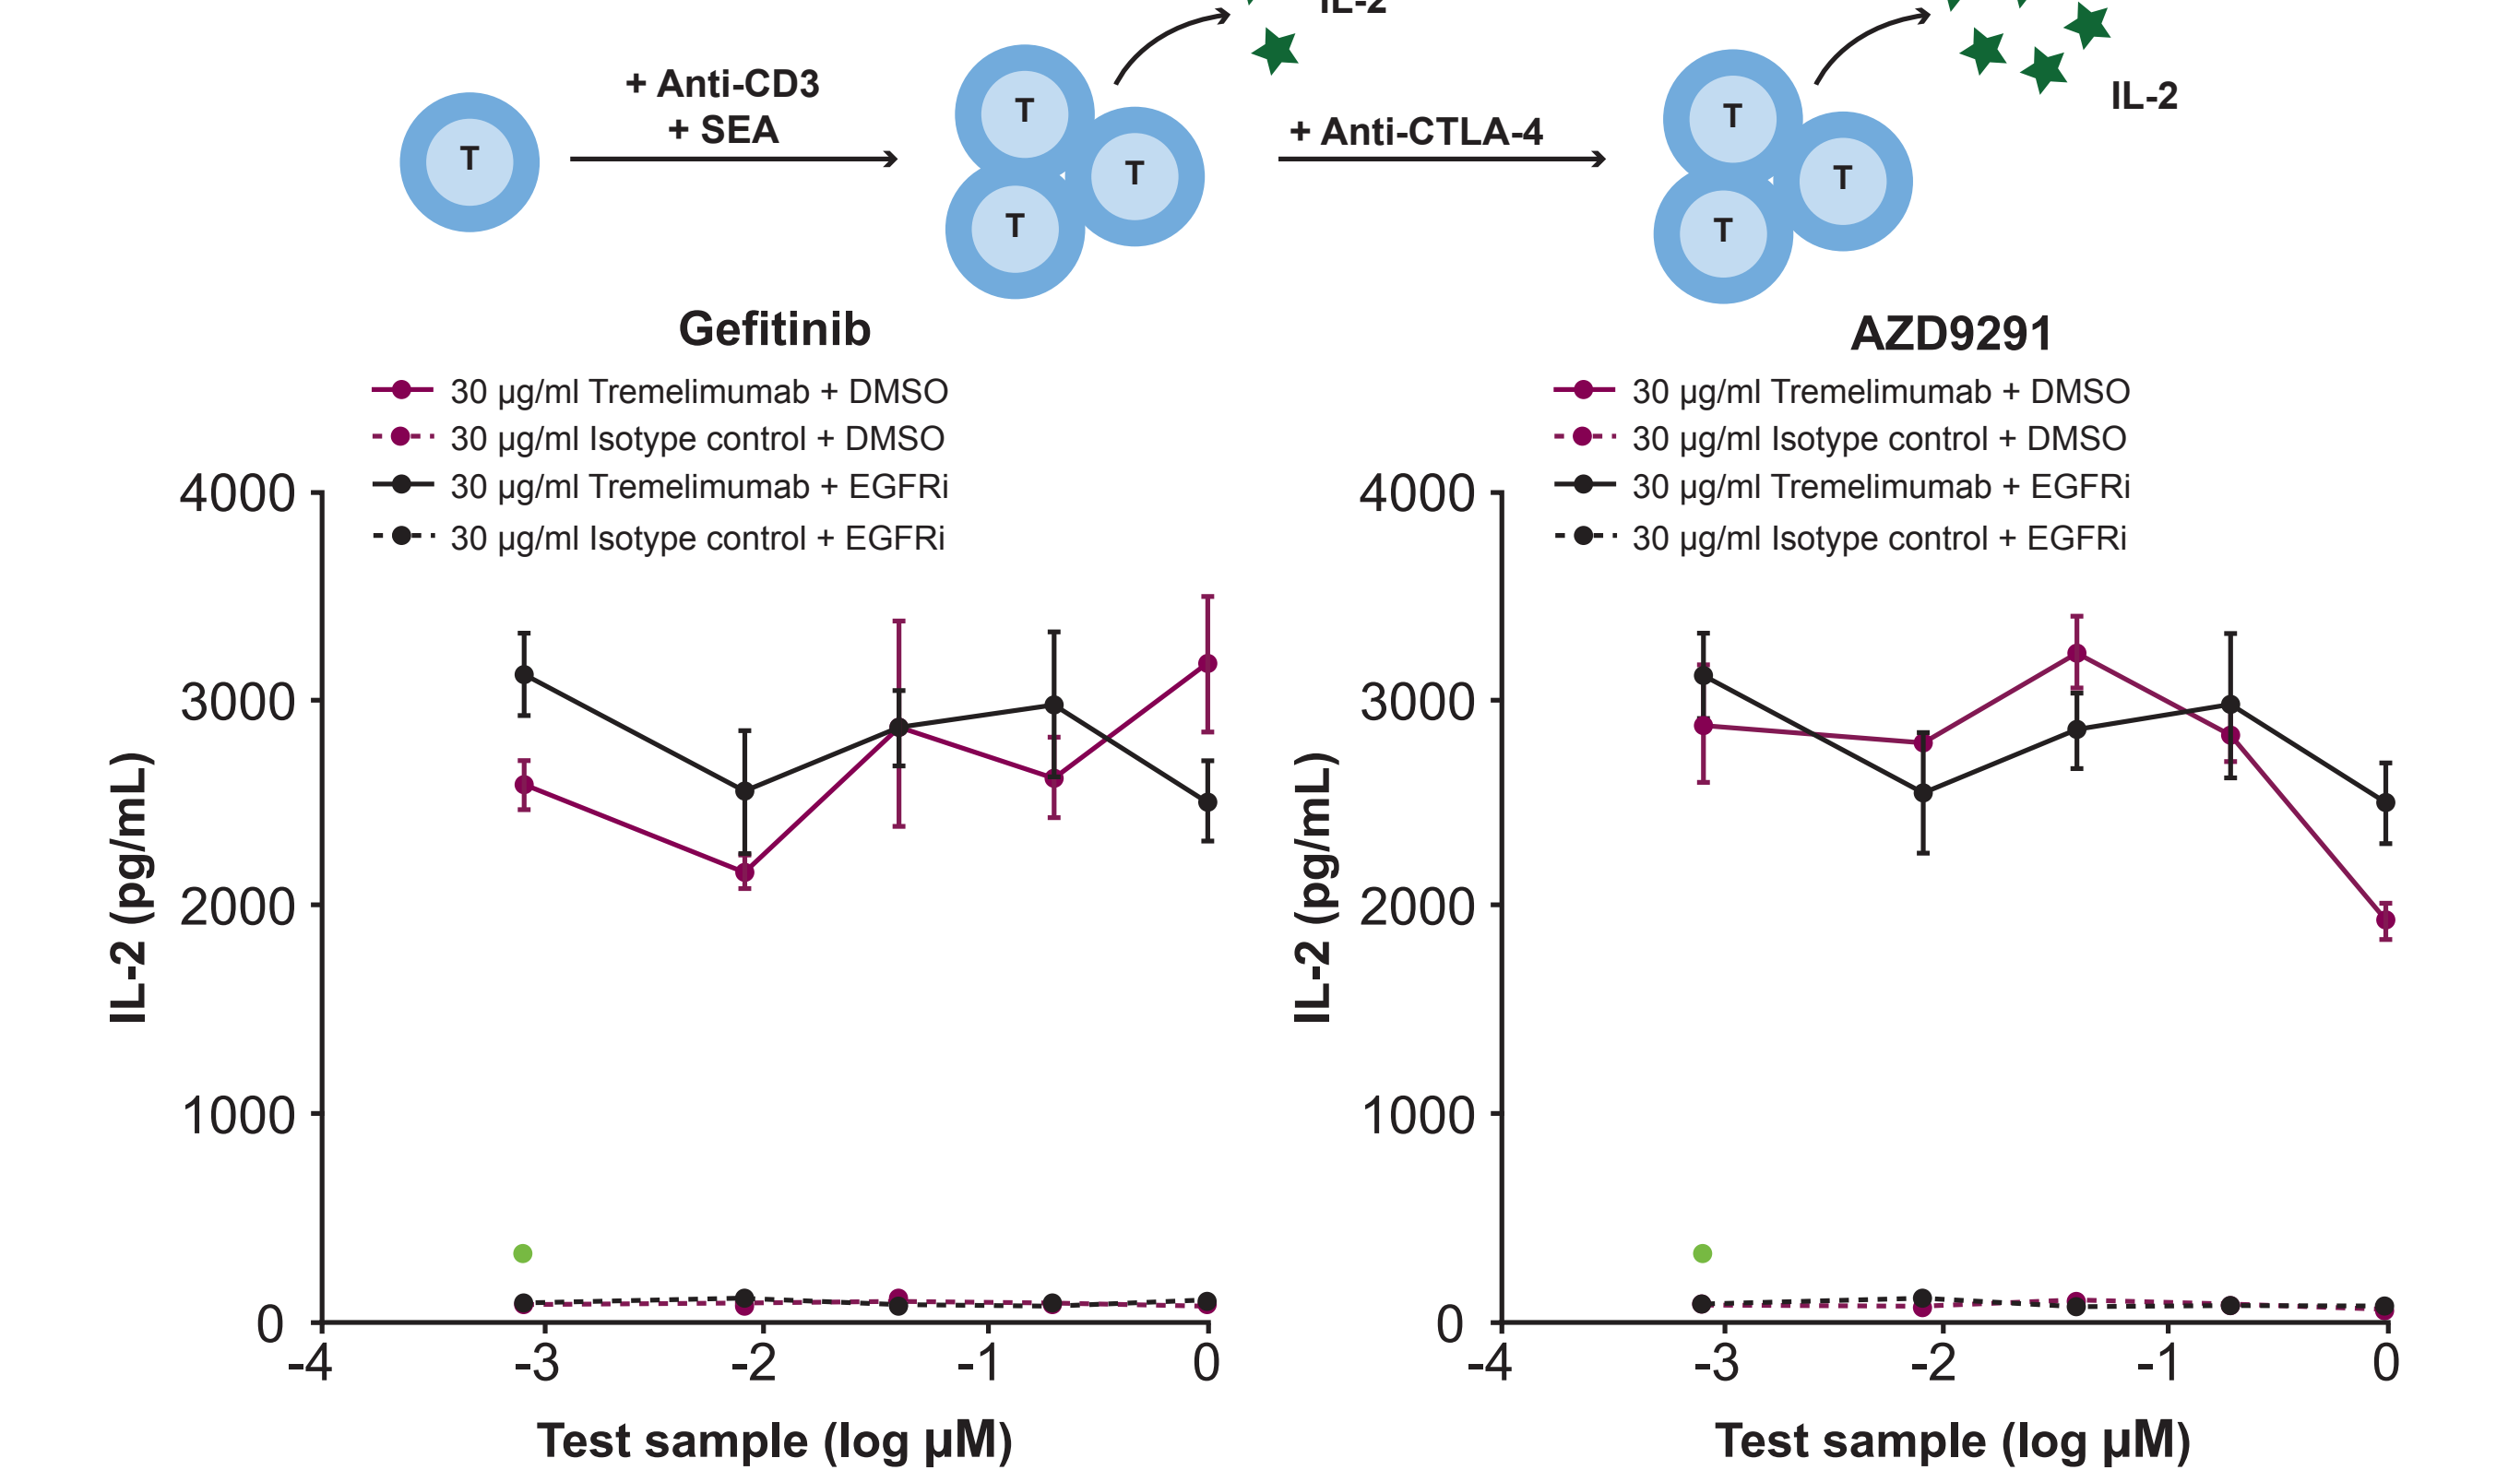 IL-2
+ Anti-CD3
+ SEA
+ Anti-CTLA-4
IL-2
T
T
T
T
T
T
T
Gefitinib
30 µg/ml Tremelimumab + DMSO
30 µg/ml Isotype control + DMSO
30 µg/ml Tremelimumab + EGFRi
30 µg/ml Isotype control + EGFRi
4000
3000
2000
1000
0
IL-2 (pg/mL)
-4 -3 -2 -1 0
Test sample (log µM)
AZD9291
30 µg/ml Tremelimumab + DMSO
30 µg/ml Isotype control + DMSO
30 µg/ml Tremelimumab + EGFRi
30 µg/ml Isotype control + EGFRi
4000
3000
2000
1000
0
IL-2 (pg/mL)
-4 -3 -2 -1 0
Test sample (log µM)